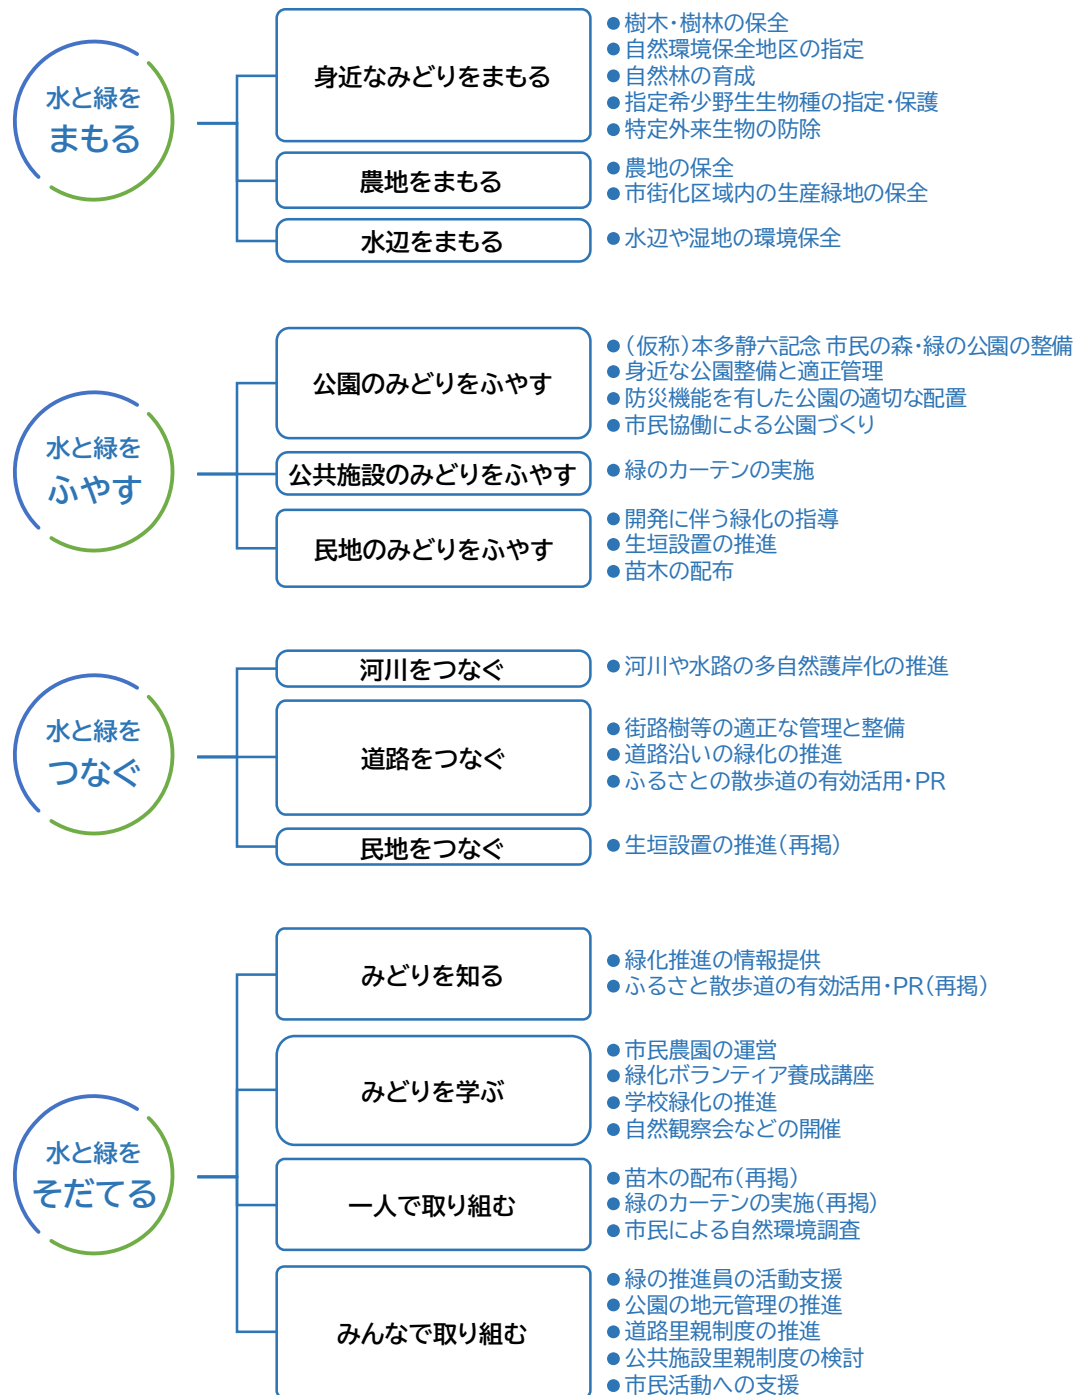 水と緑を
まもる
身近なみどりをまもる
●樹木・樹林の保全
●自然環境保全地区の指定
●自然林の育成
●指定希少野生生物種の指定・保護
●特定外来生物の防除
農地をまもる
●農地の保全
●市街化区域内の生産緑地の保全
水辺をまもる
●水辺や湿地の環境保全
水と緑を
ふやす
公園のみどりをふやす
●（仮称）本多静六記念 市民の森・緑の公園の整備
●身近な公園整備と適正管理
●防災機能を有した公園の適切な配置
●市民協働による公園づくり
公共施設のみどりをふやす
●緑のカーテンの実施
民地のみどりをふやす
●開発に伴う緑化の指導
●生垣設置の推進
●苗木の配布
水と緑を
つなぐ
河川をつなぐ
●河川や水路の多自然護岸化の推進
道路をつなぐ
●街路樹等の適正な管理と整備
●道路沿いの緑化の推進
●ふるさとの散歩道の有効活用・PR
民地をつなぐ
●生垣設置の推進（再掲）
水と緑を
そだてる
みどりを知る
●緑化推進の情報提供
●ふるさと散歩道の有効活用・PR（再掲）
みどりを学ぶ
●市民農園の運営
●緑化ボランティア養成講座
●学校緑化の推進
●自然観察会などの開催
一人で取り組む
●苗木の配布（再掲）
●緑のカーテンの実施（再掲）
●市民による自然環境調査
みんなで取り組む
●緑の推進員の活動支援
●公園の地元管理の推進
●道路里親制度の推進
●公共施設里親制度の検討
●市民活動への支援